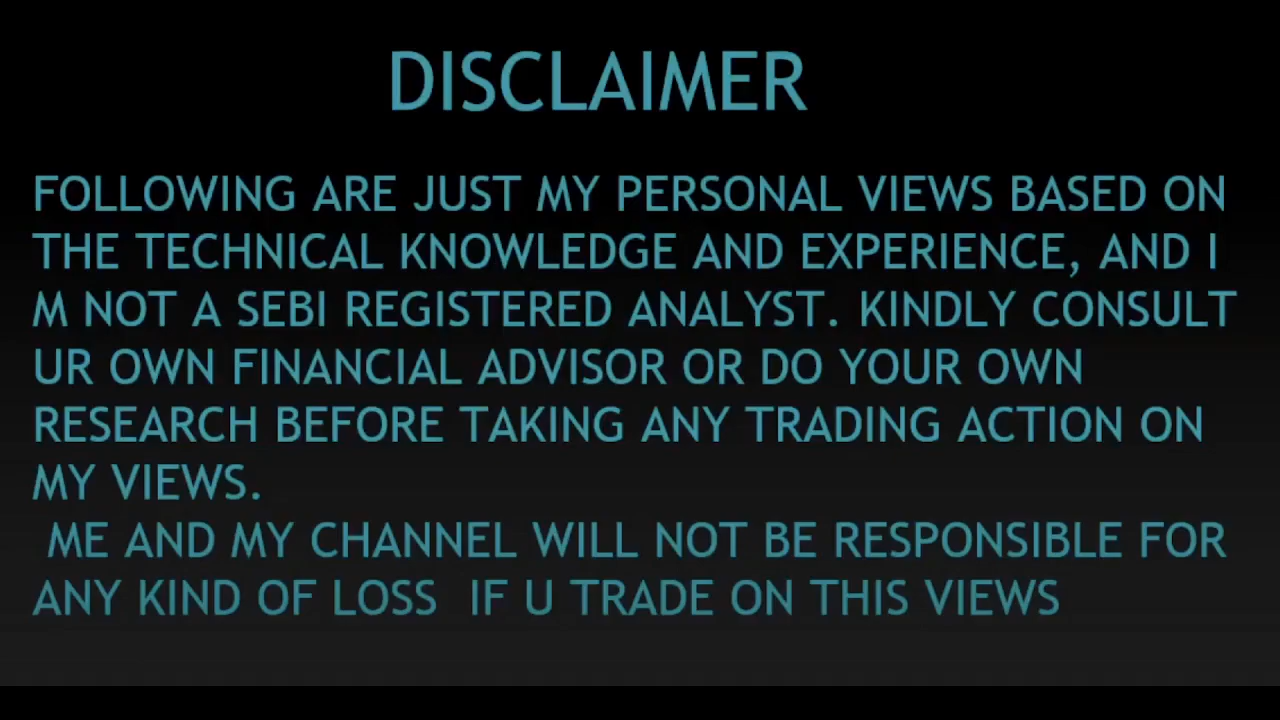 DISCLAIMER
FOLLOWING ARE JUST MY PERSONAL VIEWS BASED ON
THE TECHNICAL KNOWLEDGE AND EXPERIENCE, AND I
M NOT A SEBI REGISTERED ANALYST. KINDLY CONSULT
UR OWN FINANCIAL ADVISOR OR DO YOUR OWN
RESEARCH BEFORE TAKING ANY TRADING ACTION ON
MY VIEWS.
ME AND MY CHANNEL WILL NOT BE RESPONSIBLE FOR
ANY KIND OF LOSS  IF U TRADE ON THIS VIEWS